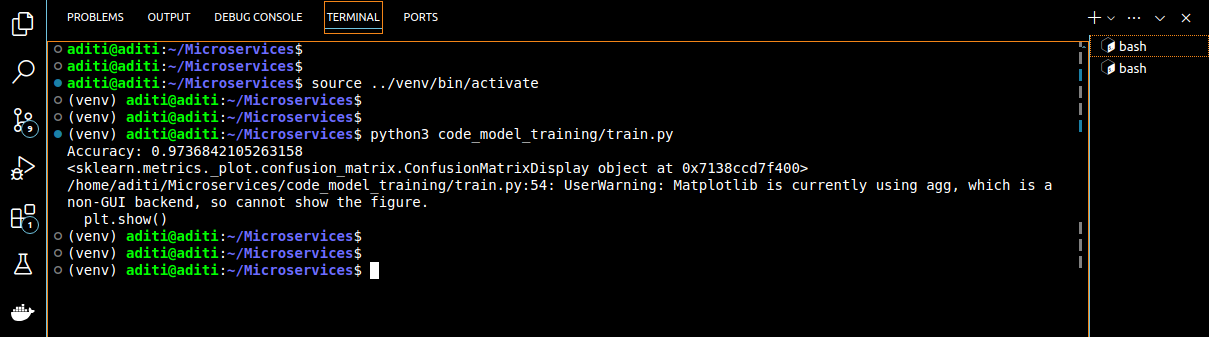 PROBLEMS OUTPUT DEBUG CONSOLE TERMINAL PORTS
aditi@aditi:~/Microservices$
aditi@aditi:~/Microservices$
aditi@aditi:~/Microservices$ source ../venv/bin/activate
(venv) aditi@aditi:~/Microservices$
(venv) aditi@aditi:~/Microservices$
(venv) aditi@aditi:~/Microservices$ python3 code_model_training/train.py
Accuracy: 0.9736842105263158
<sklearn.metrics._plot.confusion_matrix.ConfusionMatrixDisplay object at 0x7138ccd7f400>
/home/aditi/Microservices/code_model_training/train.py:54: UserWarning: Matplotlib is currently using agg, which is a
non-GUI backend, so cannot show the figure.
plt.show()
(venv) aditi@aditi:~/Microservices$
(venv) aditi@aditi:~/Microservices$
(venv) aditi@aditi:~/Microservices$
bash
bash
9
1